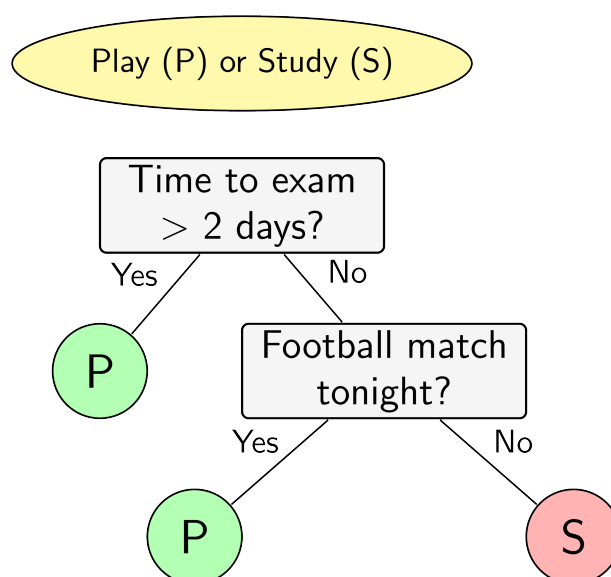 Play (P) or Study (S)
Time to exam
> 2 days?
Yes
No
P
Football match
tonight?
Yes
No
P
S